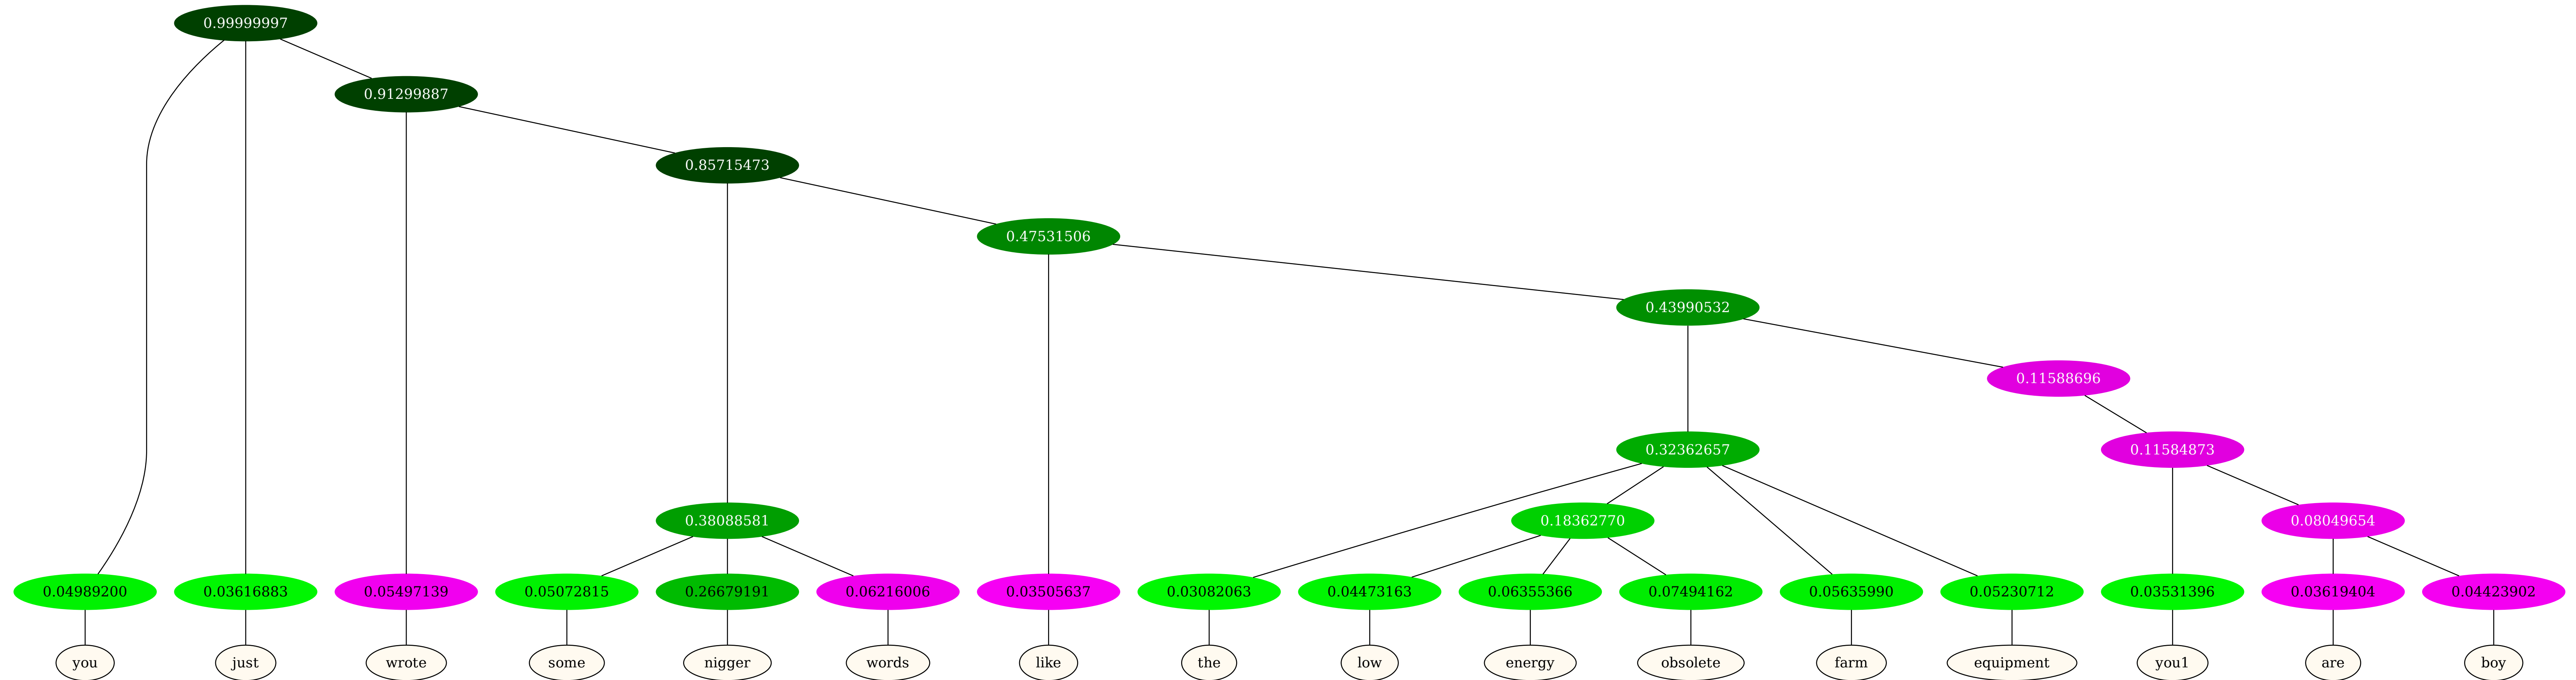 0.99999997
0.91299887
0.85715473
0.47531506
0.43990532
0.11588696
0.32362657 0.11584873
0.38088581 0.18362770 0.08049654
0.04989200 0.03616883 0.05497139 0.05072815 0.26679191 0.06216006 0.03505637 0.03082063 0.04473163 0.06355366 0.07494162 0.05635990 0.05230712 0.03531396 0.03619404 0.04423902
you just wrote some nigger words like the low energy obsolete farm equipment you1 are boy